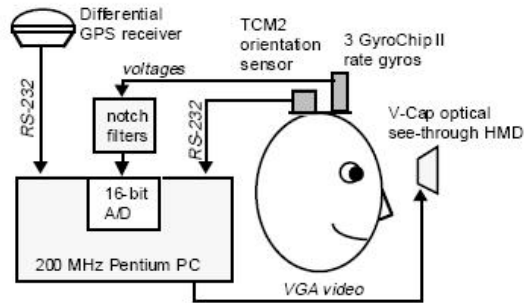 Differential
GPS receiver
TCM2
orientation
sensor
3 GyroChip II
rate gyros
voltages
RS-232
notch
filters
RS-232
V-Cap optical
see-through HMD
16-bit
A/D
200 MHz Pentium PC
VGA video